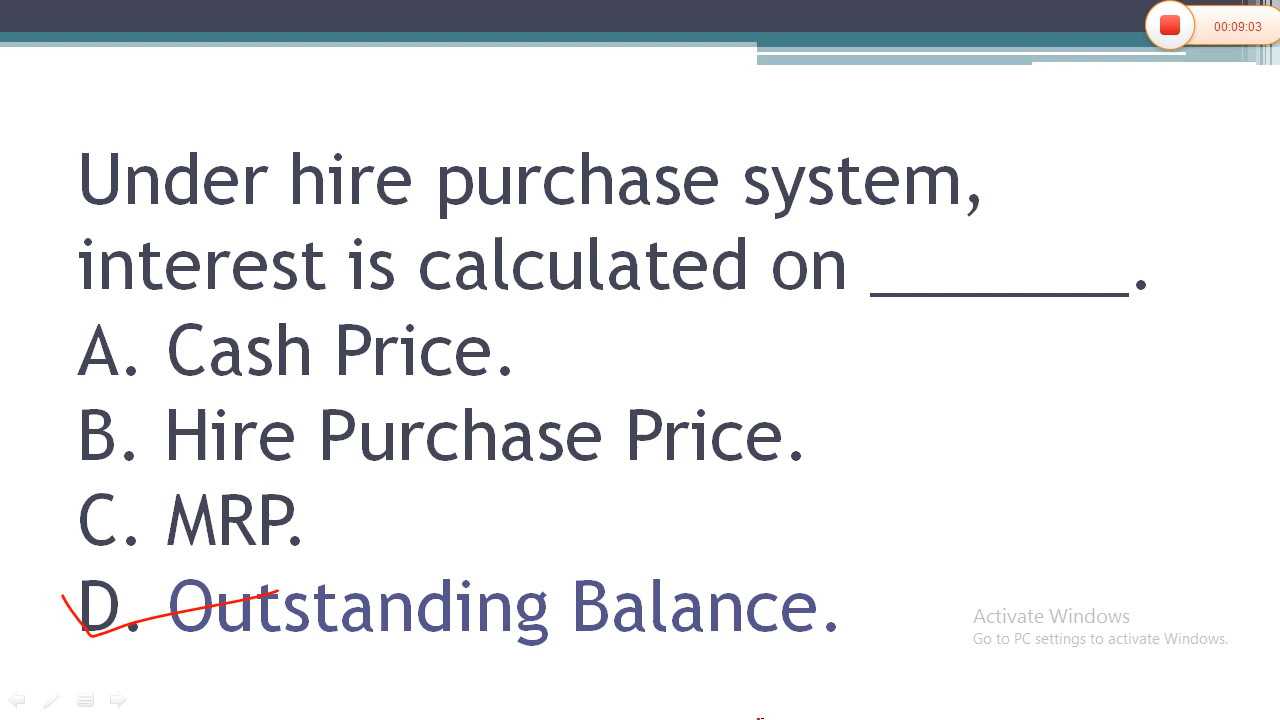 00:09:03
Under hire purchase system,
interest is calculated on _______.
A. Cash Price.
B. Hire Purchase Price.
C. MRP.
D. Outstanding Balance.
Activate Windows
Go to PC settings to activate Windows.